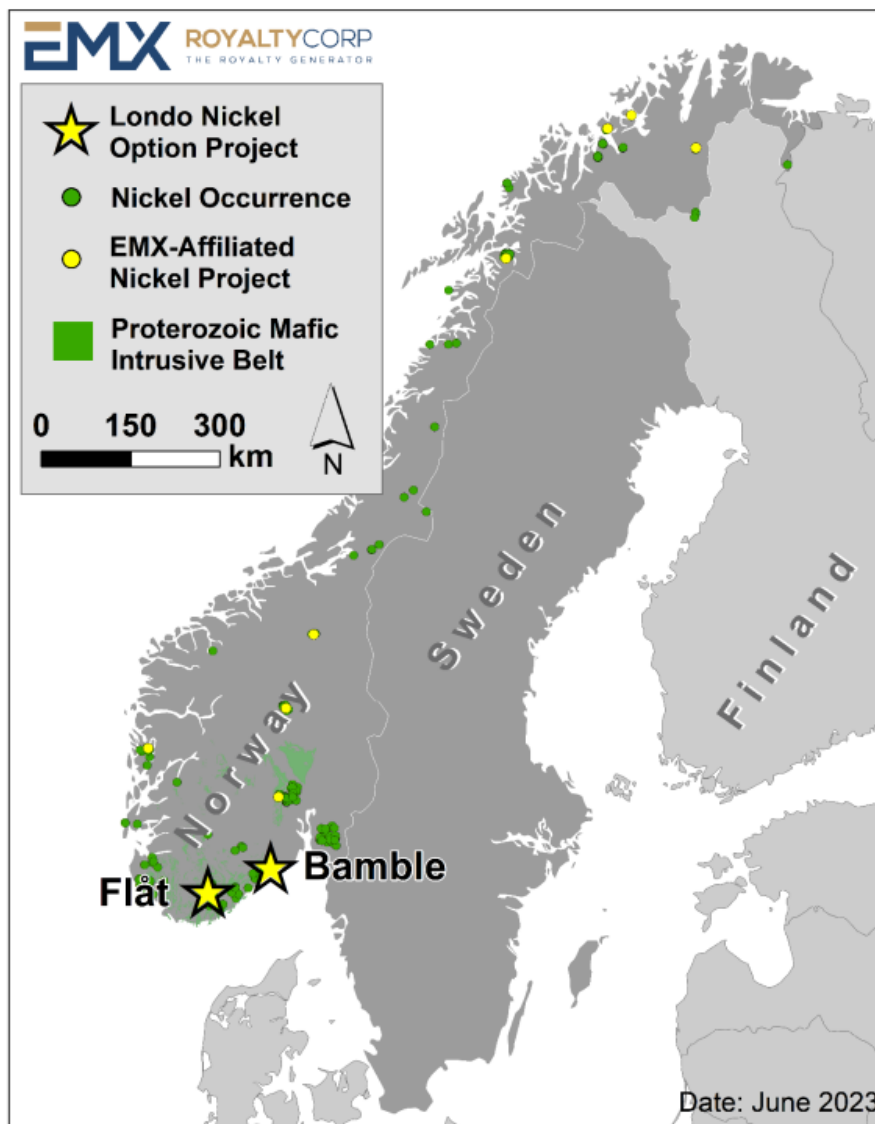 EMX ROYALTYCORP
THE ROYALTY GENERATOR
Londo Nickel
Option Project
Nickel Occurrence
EMX-Affiliated
Nickel Project
Proterozoic Mafic
Intrusive Belt
0 150 300
km
N
Sweden
Finland
Norway
Bamble
Flåt
Date: June 2023